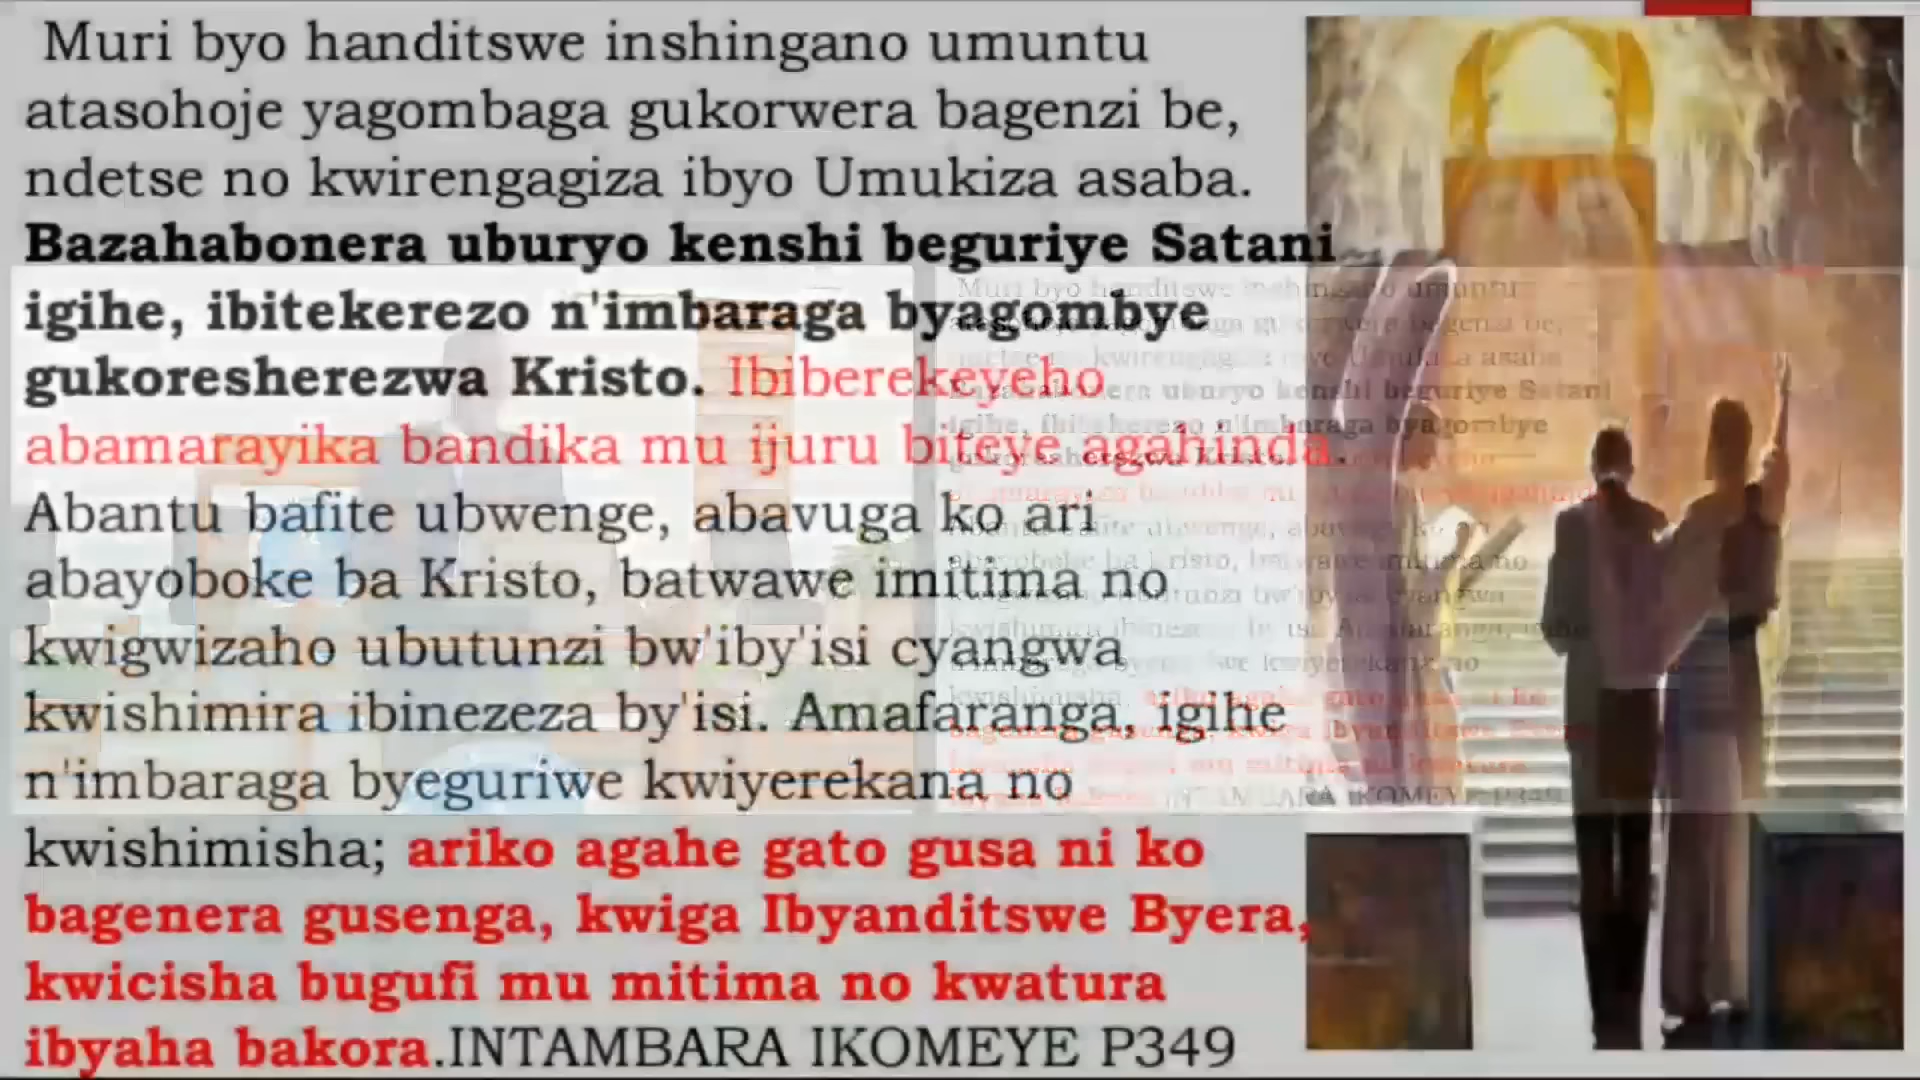 Muri byo handitswe inshingano umuntu
atasohoje yagombaga gukorwera bagenzi be,
ndetse no kwirengagiza ibyo Umukiza asaba.
Bazahabonera uburyo kenshi beguriye Satani
igihe, ibitekerezo n'imbaraga byagombye
gukoresherezwa Kristo. Ibiberekeyeho
abamarayika bandika mu ijuru biteye agahinda.
Abantu bafite ubwenge, abavuga ko ari
abayoboke ba Kristo, batwawe imitima no
kwigwizaho ubutunzi bw'iby'isi cyangwa
kwishimira ibinezeza by'isi. Amafaranga, igihe
n'imbaraga byeguriwe kwiyerekana no
kwishimisha; ariko agahe gato gusa ni ko
bagenera gusenga, kwiga Ibyanditswe Byera,
kwicisha bugufi mu mitima no kwatura
ibyaha bakora.INTAMBARA IKOMEYE P349